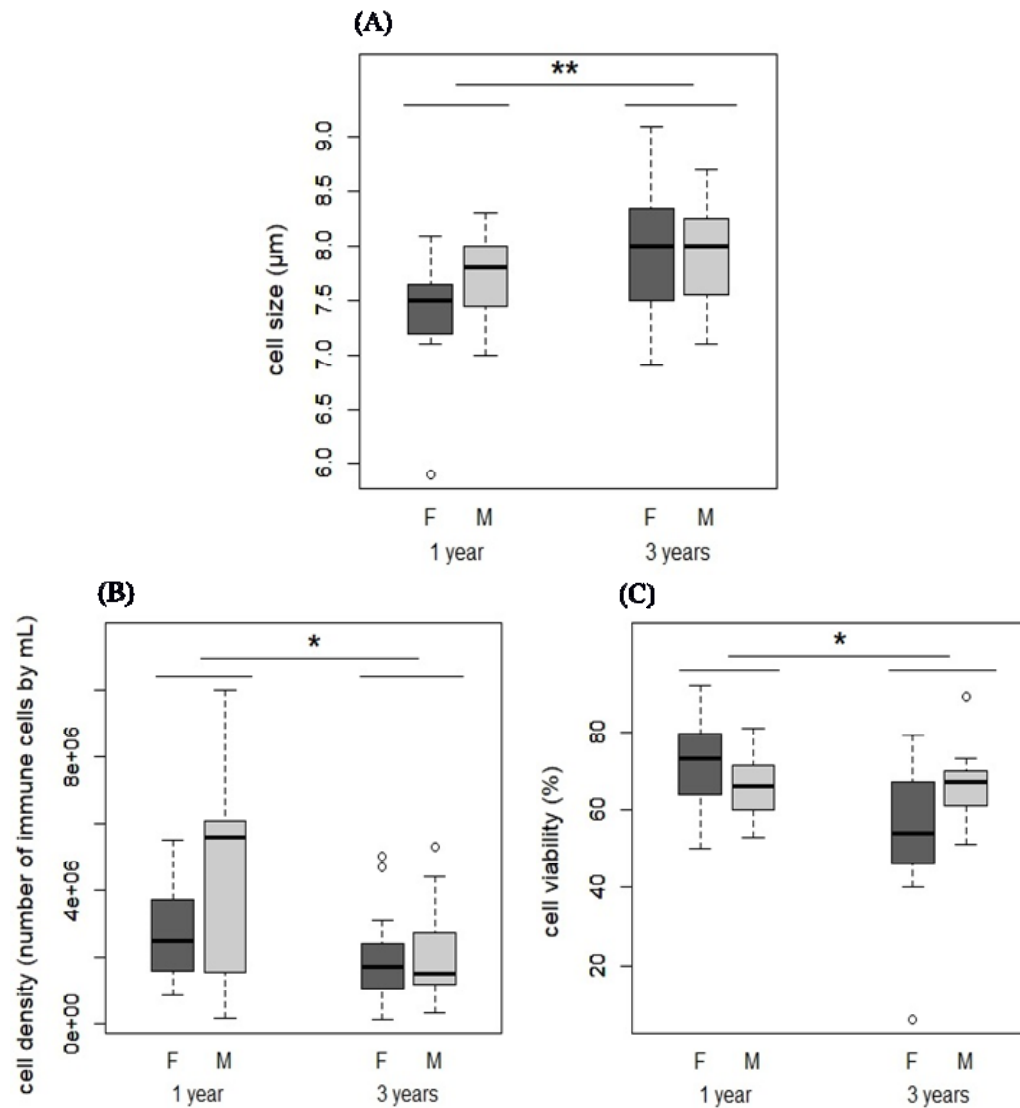 (A)
**
cell size (µm)
9.0
8.5
8.0
7.5
7.0
6.5
6.0
F M F M
1 year 3 years
(B)
*
cell density (number of immune cells by mL)
8e+06
4e+06
0e+00
F M F M
1 year 3 years
(C)
*
cell viability (%)
80
60
40
20
F M F M
1 year 3 years